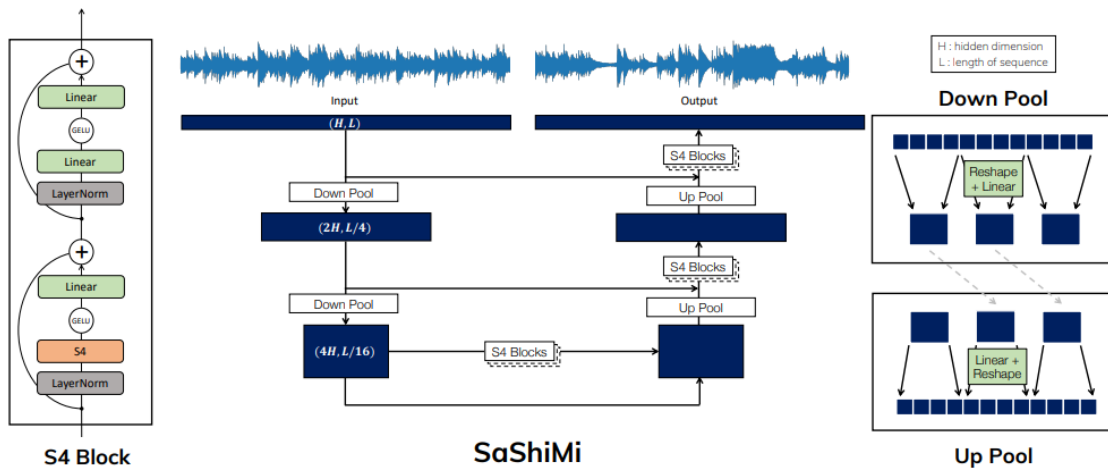 Linear
GELU
Linear
LayerNorm
Linear
GELU
S4
LayerNorm
S4 Block
Input
Output
(H, L)
S4 Blocks
Down Pool
Up Pool
(2H, L/4)
S4 Blocks
Down Pool
Up Pool
(4H, L/16)
S4 Blocks
SaShiMi
H : hidden dimension
L : length of sequence
Down Pool
Reshape
+ Linear
Linear +
Reshape
Up Pool